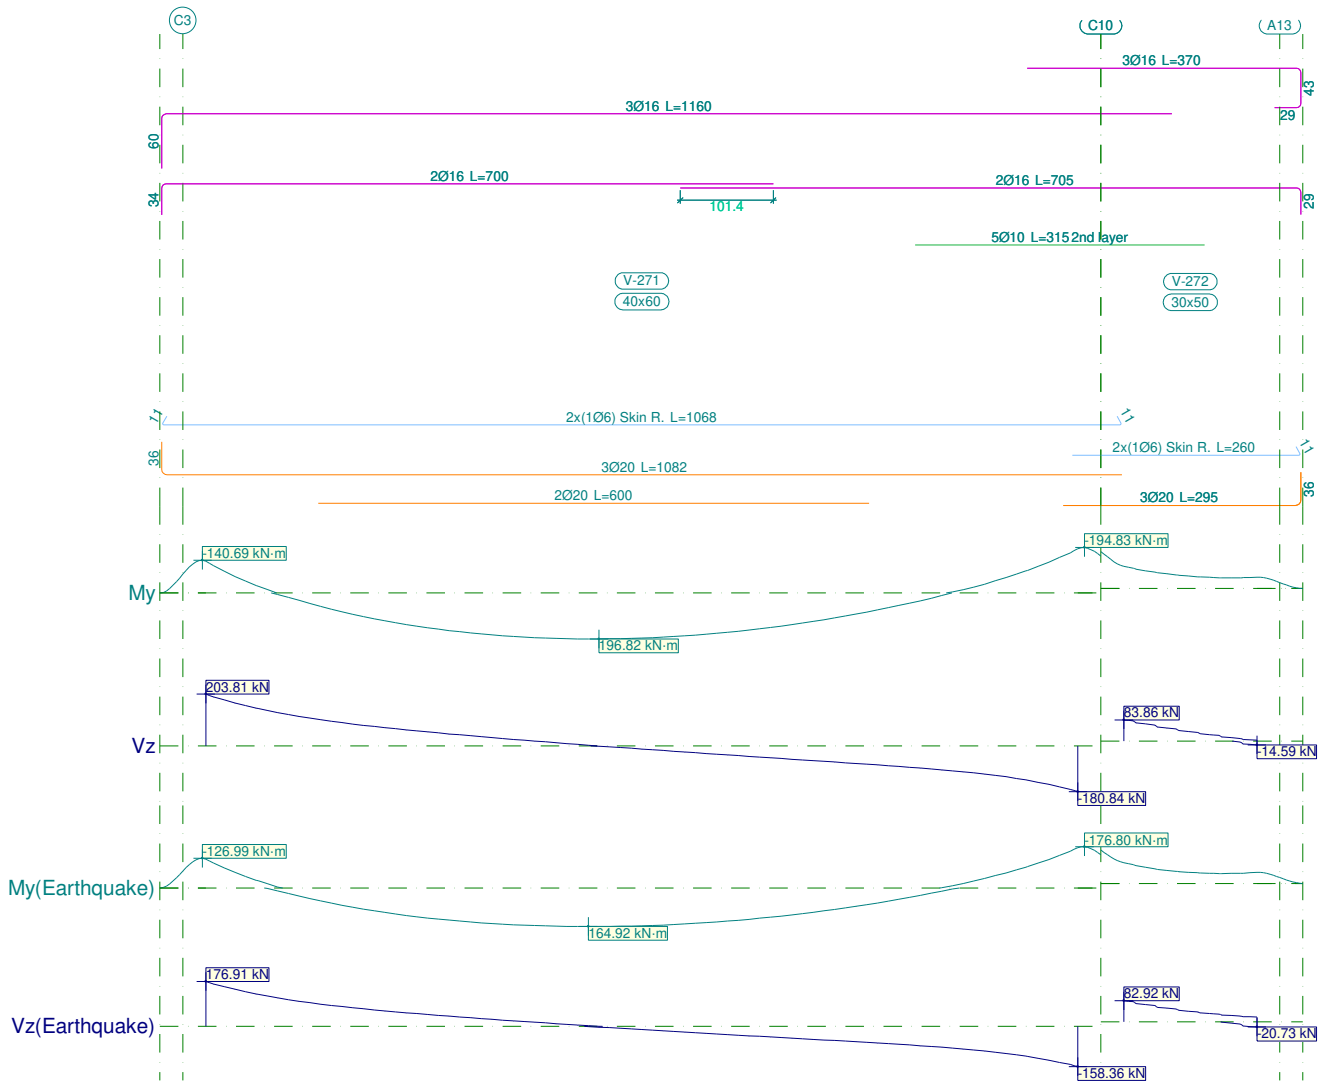 C3
C10
A13
3Ø16 L=370
43
29
3Ø16 L=1160
60
2Ø16 L=700
34
2Ø16 L=705
29
101.4
5Ø10 L=315 2nd layer
V-271
40x60
V-272
30x50
11
2x(1Ø6) Skin R. L=1068
11
2x(1Ø6) Skin R. L=260
11
36
3Ø20 L=1082
2Ø20 L=600
3Ø20 L=295
36
-140.69 kN·m
-194.83 kN·m
My
196.82 kN·m
203.81 kN
83.86 kN
Vz
-14.59 kN
-180.84 kN
-126.99 kN·m
-176.80 kN·m
My(Earthquake)
164.92 kN·m
176.91 kN
82.92 kN
Vz(Earthquake)
-20.73 kN
-158.36 kN